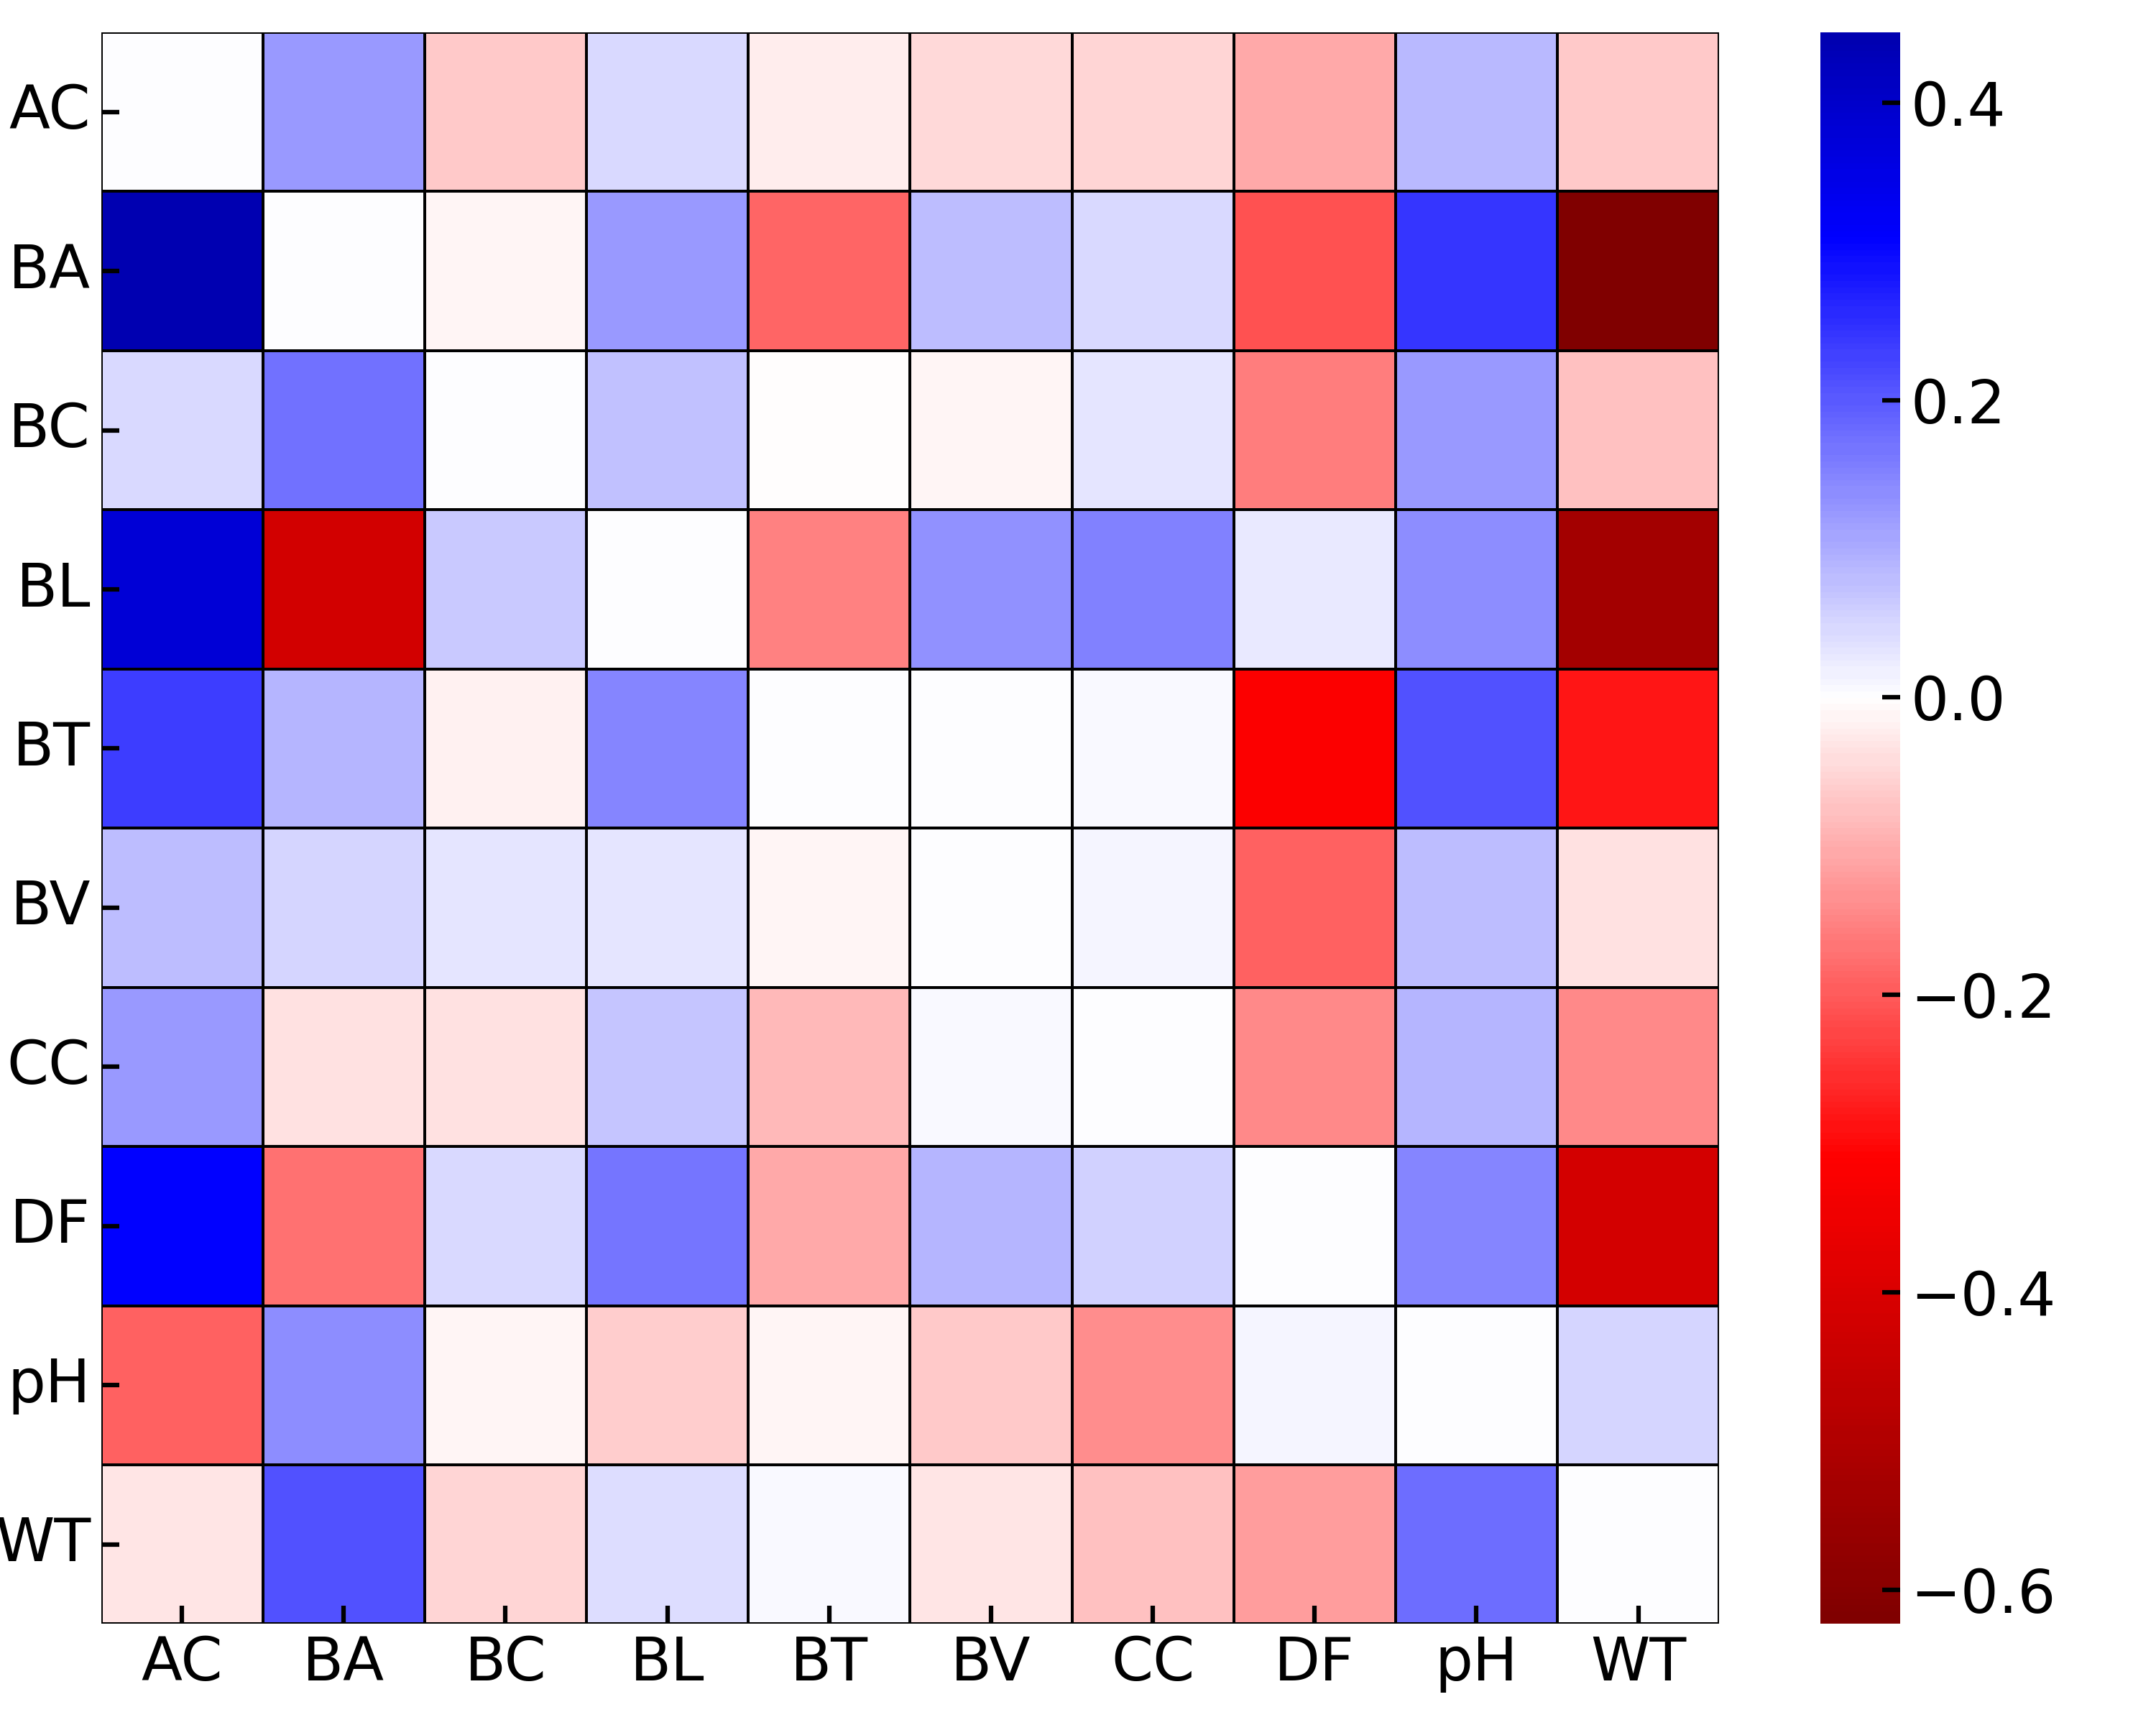 AC
BA
BC
BL
BT
BV
CC
DF
pH
WT
AC BA BC BL BT BV CC DF pH WT
0.4
0.2
0.0
−0.2
−0.4
−0.6